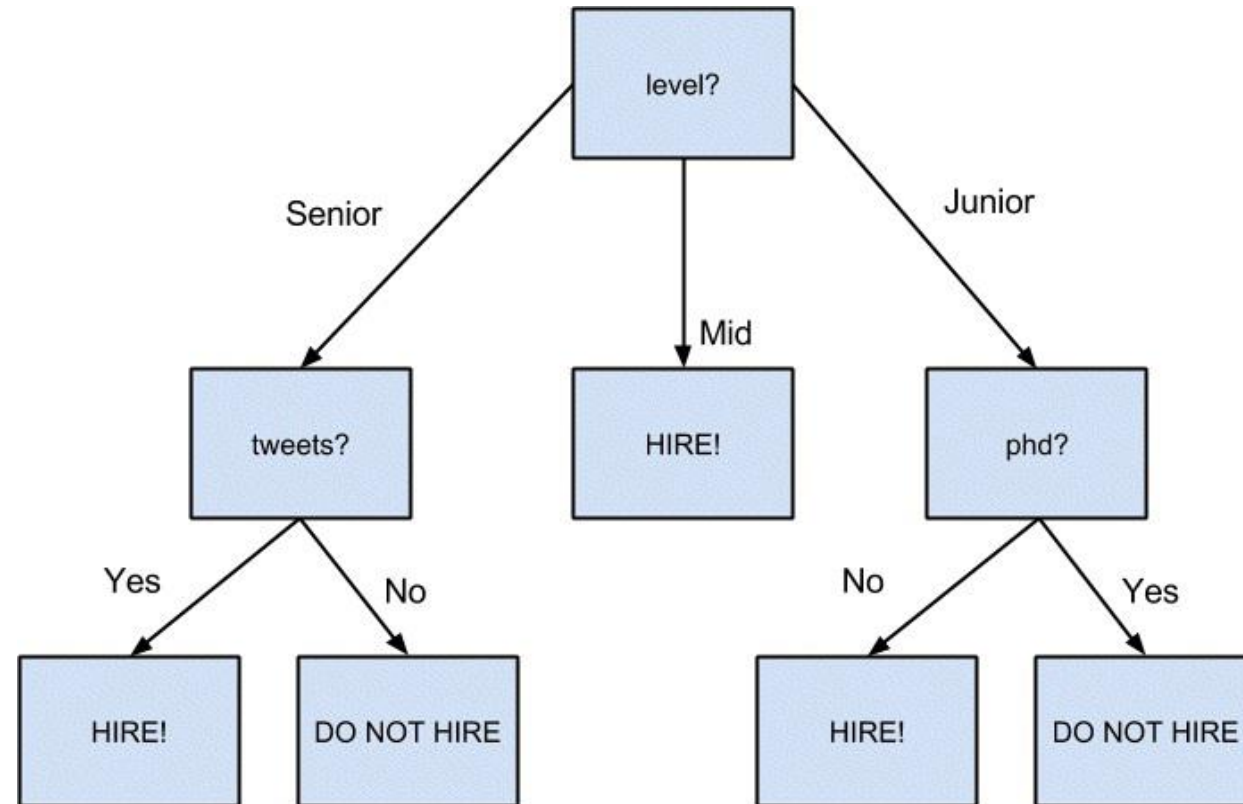 level?
Senior
Junior
Mid
tweets?
HIRE!
phd?
Yes
No
No
Yes
HIRE!
DO NOT HIRE
HIRE!
DO NOT HIRE